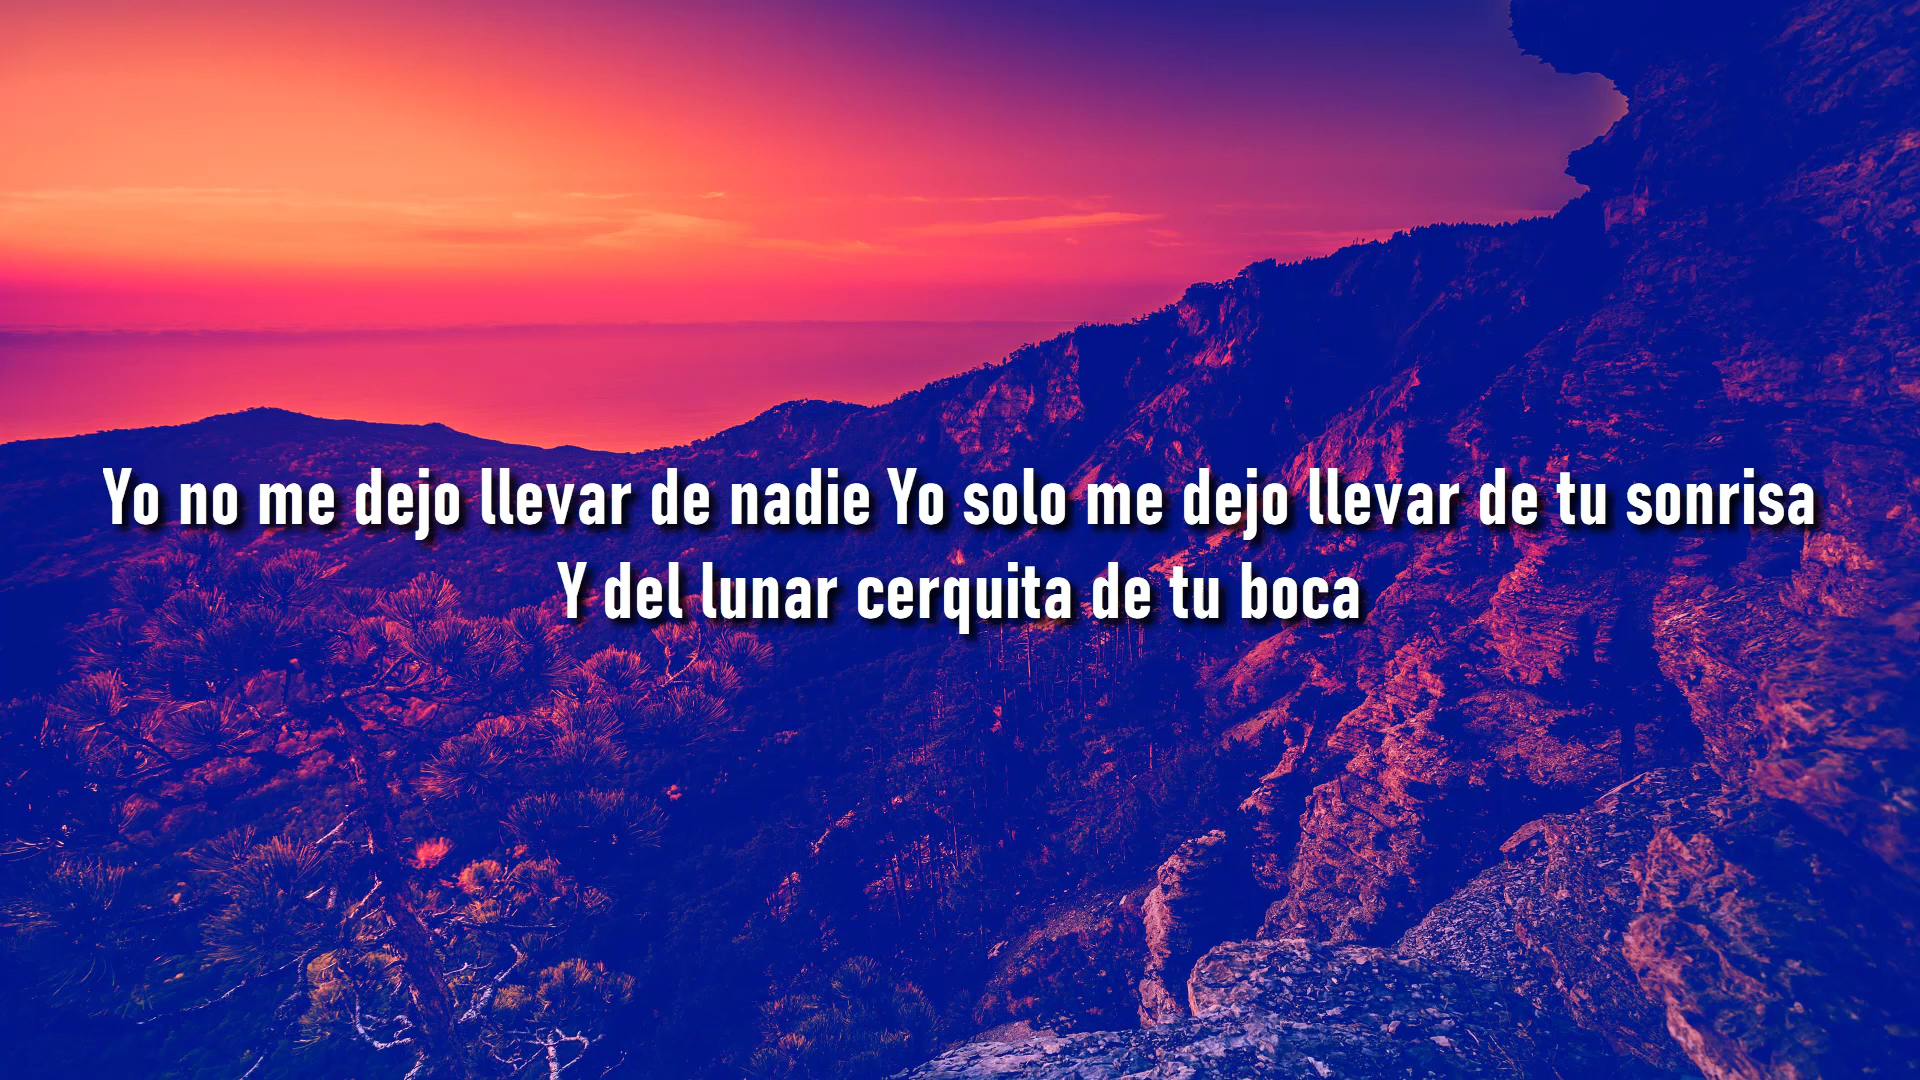 Yo no me dejo llevar de nadie Yo solo me dejo llevar de tu sonrisa
Y del lunar cerquita de tu boca